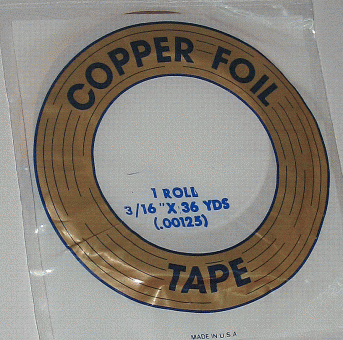 COPPER FOIL
1 ROLL
3/16" X 36 YDS
(.00125)
TAPE
MADE IN U.S.A